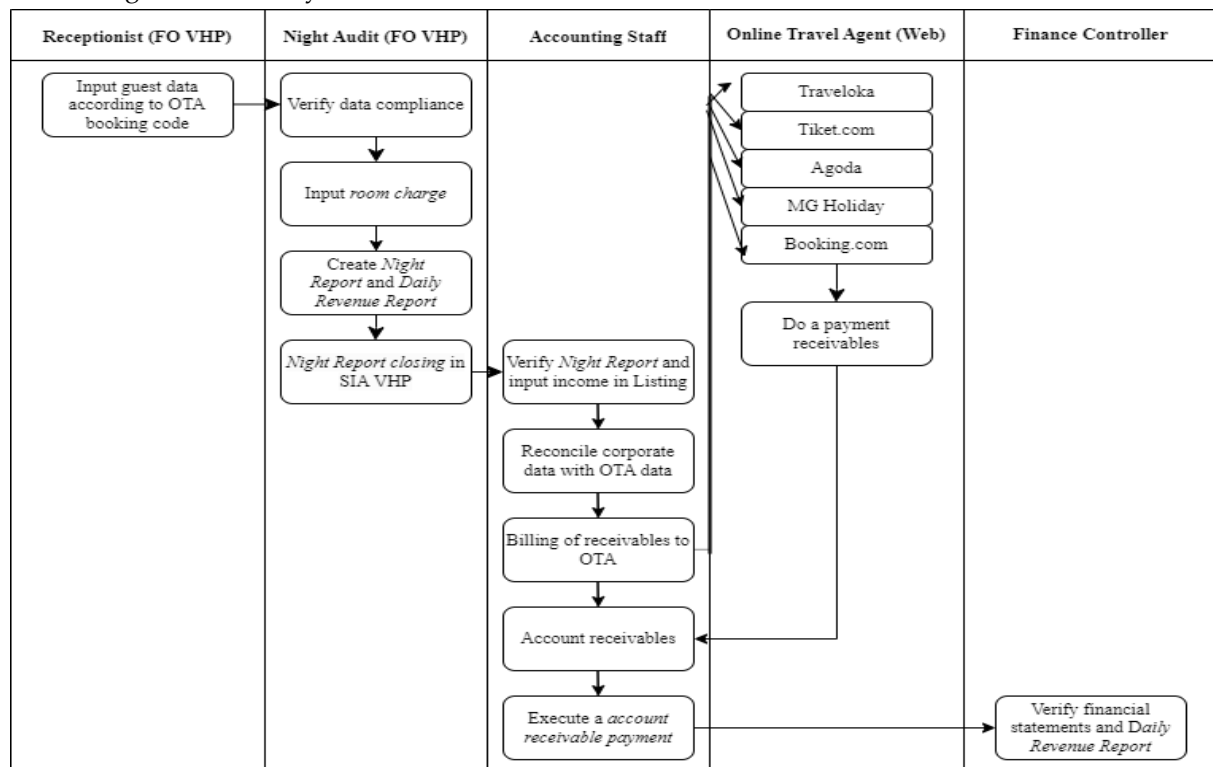 Receptionist (FO VHP)
Night Audit (FO VHP)
Accounting Staff
Online Travel Agent (Web)
Finance Controller
Input guest data
according to OTA
booking code
Verify data compliance
Input room charge
Create Night
Report and Daily
Revenue Report
Night Report closing in
SIA VHP
Verify Night Report and
input income in Listing
Reconcile corporate
data with OTA data
Billing of receivables to
OTA
Account receivables
Execute a account
receivable payment
Traveloka
Tiket.com
Agoda
MG Holiday
Booking.com
Do a payment
receivables
Verify financial
statements and Daily
Revenue Report